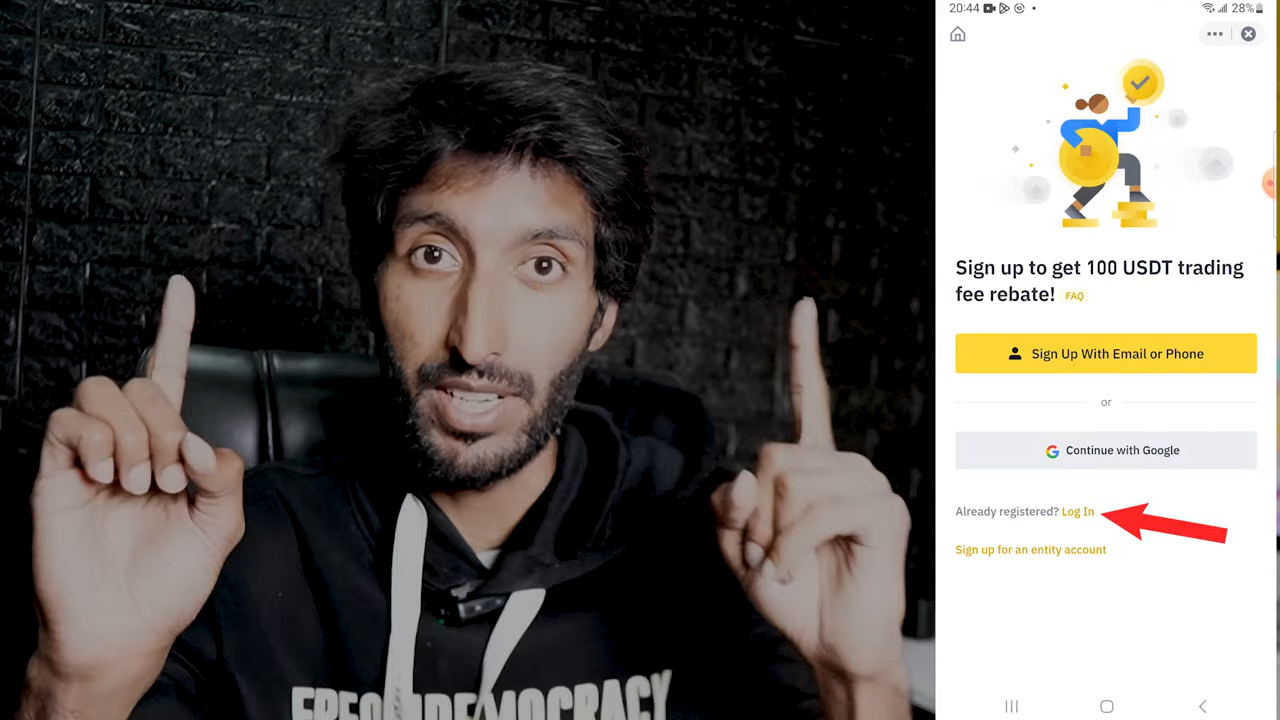 20:44
28%
Sign up to get 100 USDT trading
fee rebate! FAQ
Sign Up With Email or Phone
or
Continue with Google
Already registered? Log In
Sign up for an entity account
DEMOCRACY